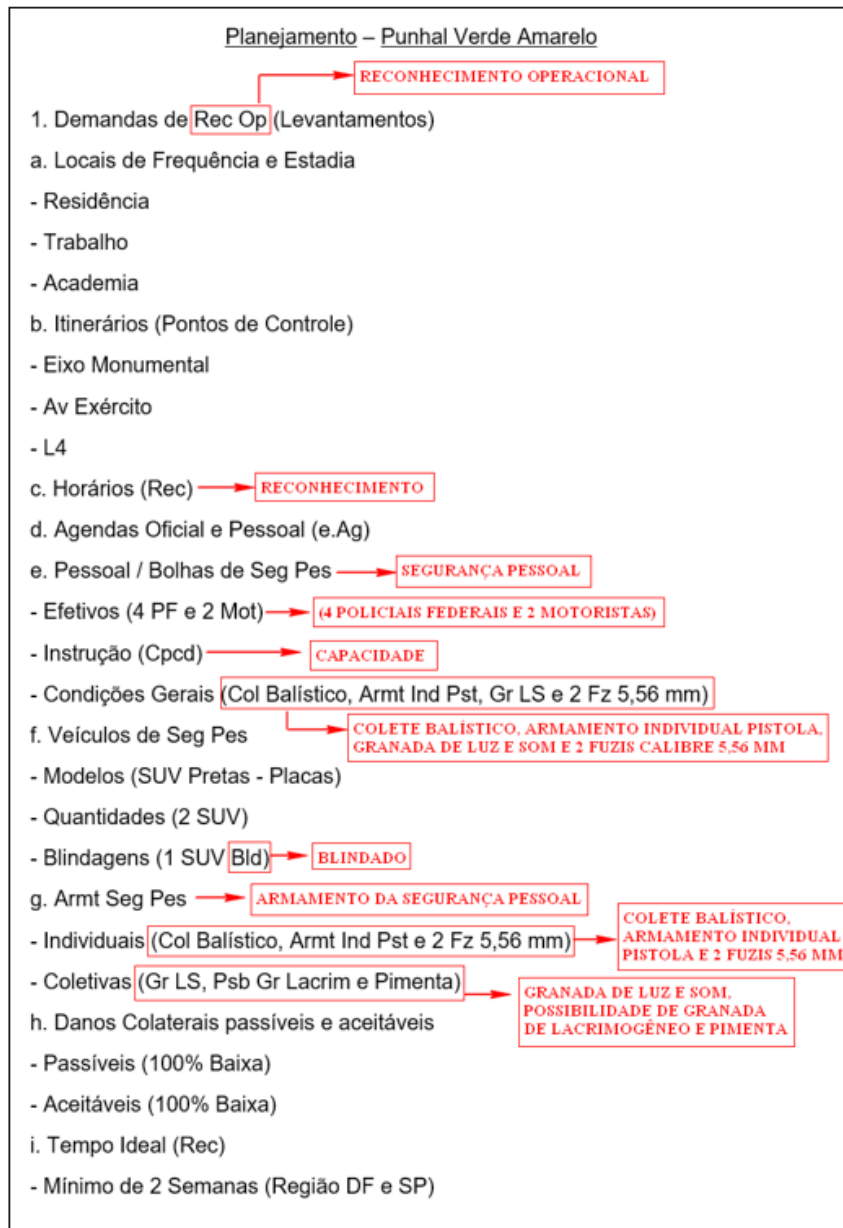 Planejamento – Punhal Verde Amarelo
RECONHECIMENTO OPERACIONAL
1. Demandas de Rec Op (Levantamentos)
a. Locais de Frequência e Estadia
- Residência
- Trabalho
- Academia
b. Itinerários (Pontos de Controle)
- Eixo Monumental
- Av Exército
- L4
c. Horários (Rec) RECONHECIMENTO
d. Agendas Oficial e Pessoal (e.Ag)
e. Pessoal / Bolhas de Seg Pes SEGURANÇA PESSOAL
- Efetivos (4 PF e 2 Mot) (4 POLICIAIS FEDERAIS E 2 MOTORISTAS)
- Instrução (Cpcd) CAPACIDADE
- Condições Gerais (Col Balístico, Armt Ind Pst, Gr LS e 2 Fz 5,56 mm)
COLETE BALÍSTICO, ARMAMENTO INDIVIDUAL PISTOLA,
GRANADA DE LUZ E SOM E 2 FUZIS CALIBRE 5,56 MM
f. Veículos de Seg Pes
- Modelos (SUV Pretas - Placas)
- Quantidades (2 SUV)
- Blindagens (1 SUV Bld) BLINDADO
g. Armt Seg Pes ARMAMENTO DA SEGURANÇA PESSOAL
- Individuais (Col Balístico, Armt Ind Pst e 2 Fz 5,56 mm)
COLETE BALÍSTICO,
ARMAMENTO INDIVIDUAL
PISTOLA E 2 FUZIS 5,56 MM
- Coletivas (Gr LS, Psb Gr Lacrim e Pimenta)
GRANADA DE LUZ E SOM,
POSSIBILIDADE DE GRANADA
DE LACRIMOGÊNEO E PIMENTA
h. Danos Colaterais passíveis e aceitáveis
- Passíveis (100% Baixa)
- Aceitáveis (100% Baixa)
i. Tempo Ideal (Rec)
- Mínimo de 2 Semanas (Região DF e SP)